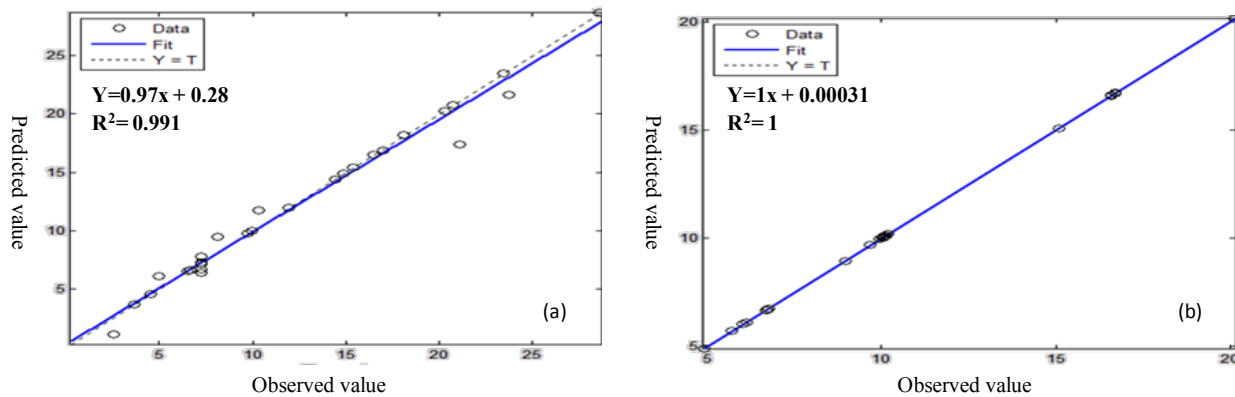 Data
Fit
Y = T
Y=0.97x + 0.28
R²= 0.991
Predicted value
25
20
15
10
5
5
10
15
20
25
(a)
Observed value
Data
Fit
Y = T
Y=1x + 0.00031
R²= 1
Predicted value
20
15
10
5
5
10
15
20
(b)
Observed value